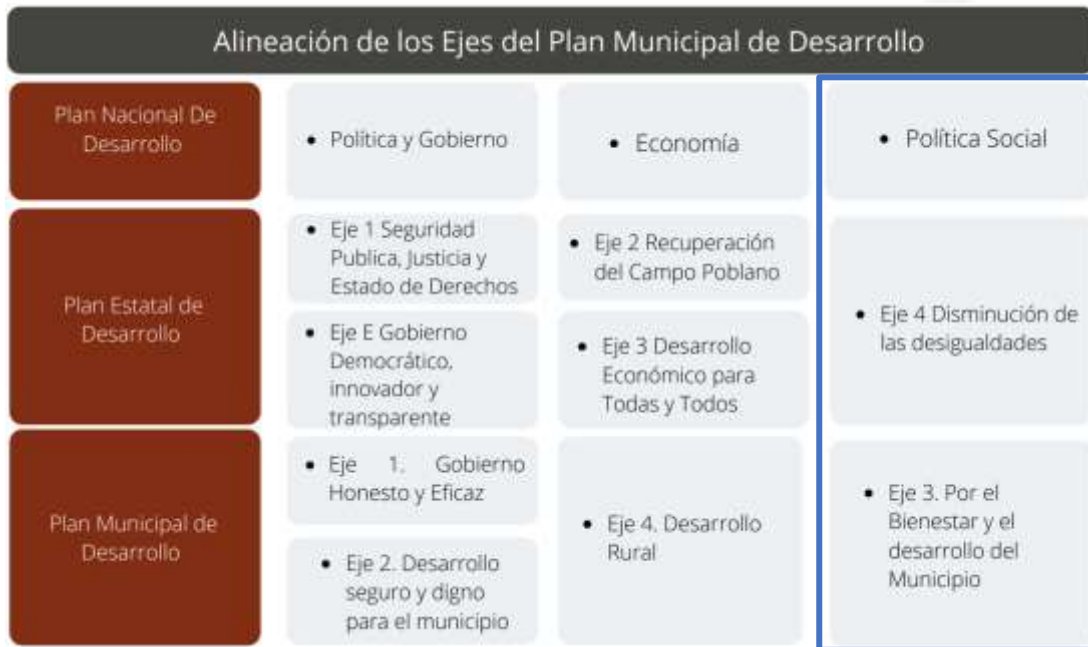 Alineación de los Ejes del Plan Municipal de Desarrollo
Plan Nacional De
Desarrollo
• Política y Gobierno
• Economía
• Política Social
Plan Estatal de
Desarrollo
• Eje 1 Seguridad
Publica, Justicia y
Estado de Derechos
• Eje E Gobierno
Democrático,
innovador y
transparente
• Eje 2 Recuperación
del Campo Poblano
• Eje 3 Desarrollo
Económico para
Todas y Todos
• Eje 4 Disminución de
las desigualdades
Plan Municipal de
Desarrollo
• Eje 1. Gobierno
Honesto y Eficaz
• Eje 2. Desarrollo
seguro y digno
para el municipio
• Eje 4. Desarrollo
Rural
• Eje 3. Por el
Bienestar y el
desarrollo del
Municipio